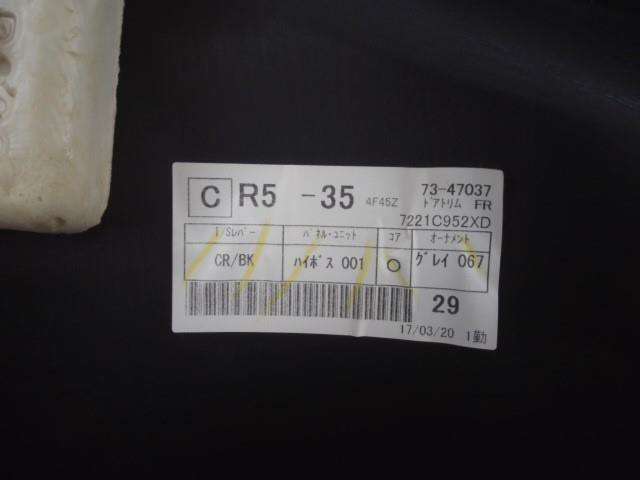 C R5 -35 4F45Z 73-47037
ドアトリム FR
7221C952XD
I/Sレバー パネル・ユニット コア オーナメント
CR/BK ハイボス 001 ○ グレイ 067
29
17/03/20 1勤